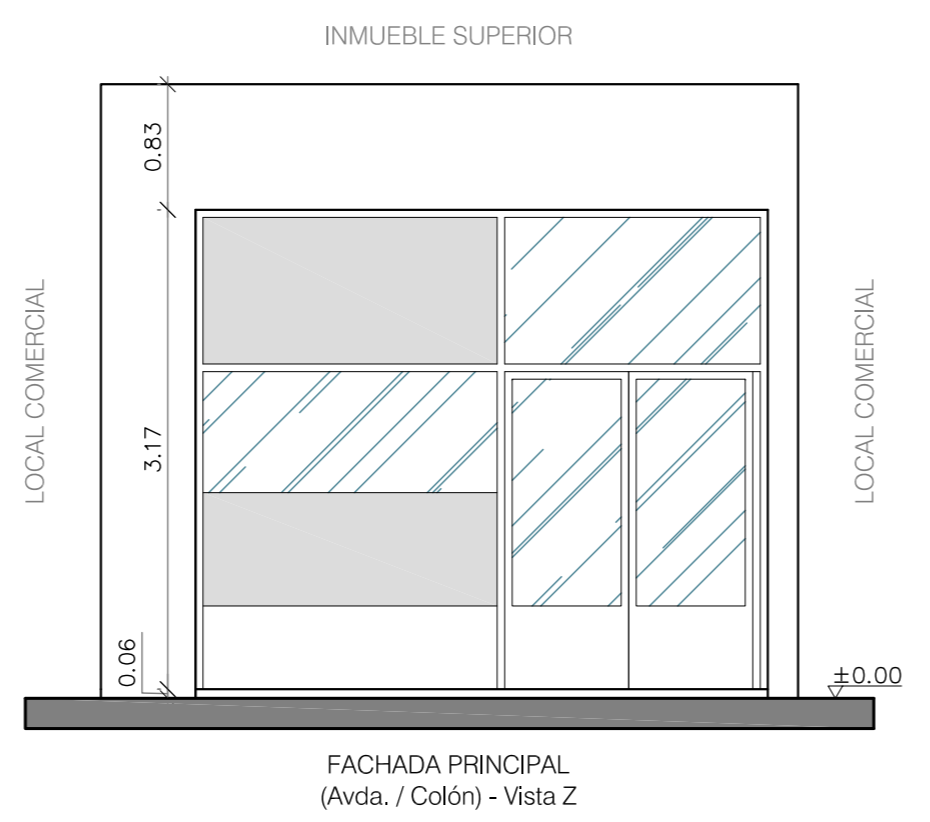 INMUEBLE SUPERIOR
0.83
LOCAL COMERCIAL
3.17
LOCAL COMERCIAL
0.06
±0.00
FACHADA PRINCIPAL
(Avda. / Colón) - Vista Z